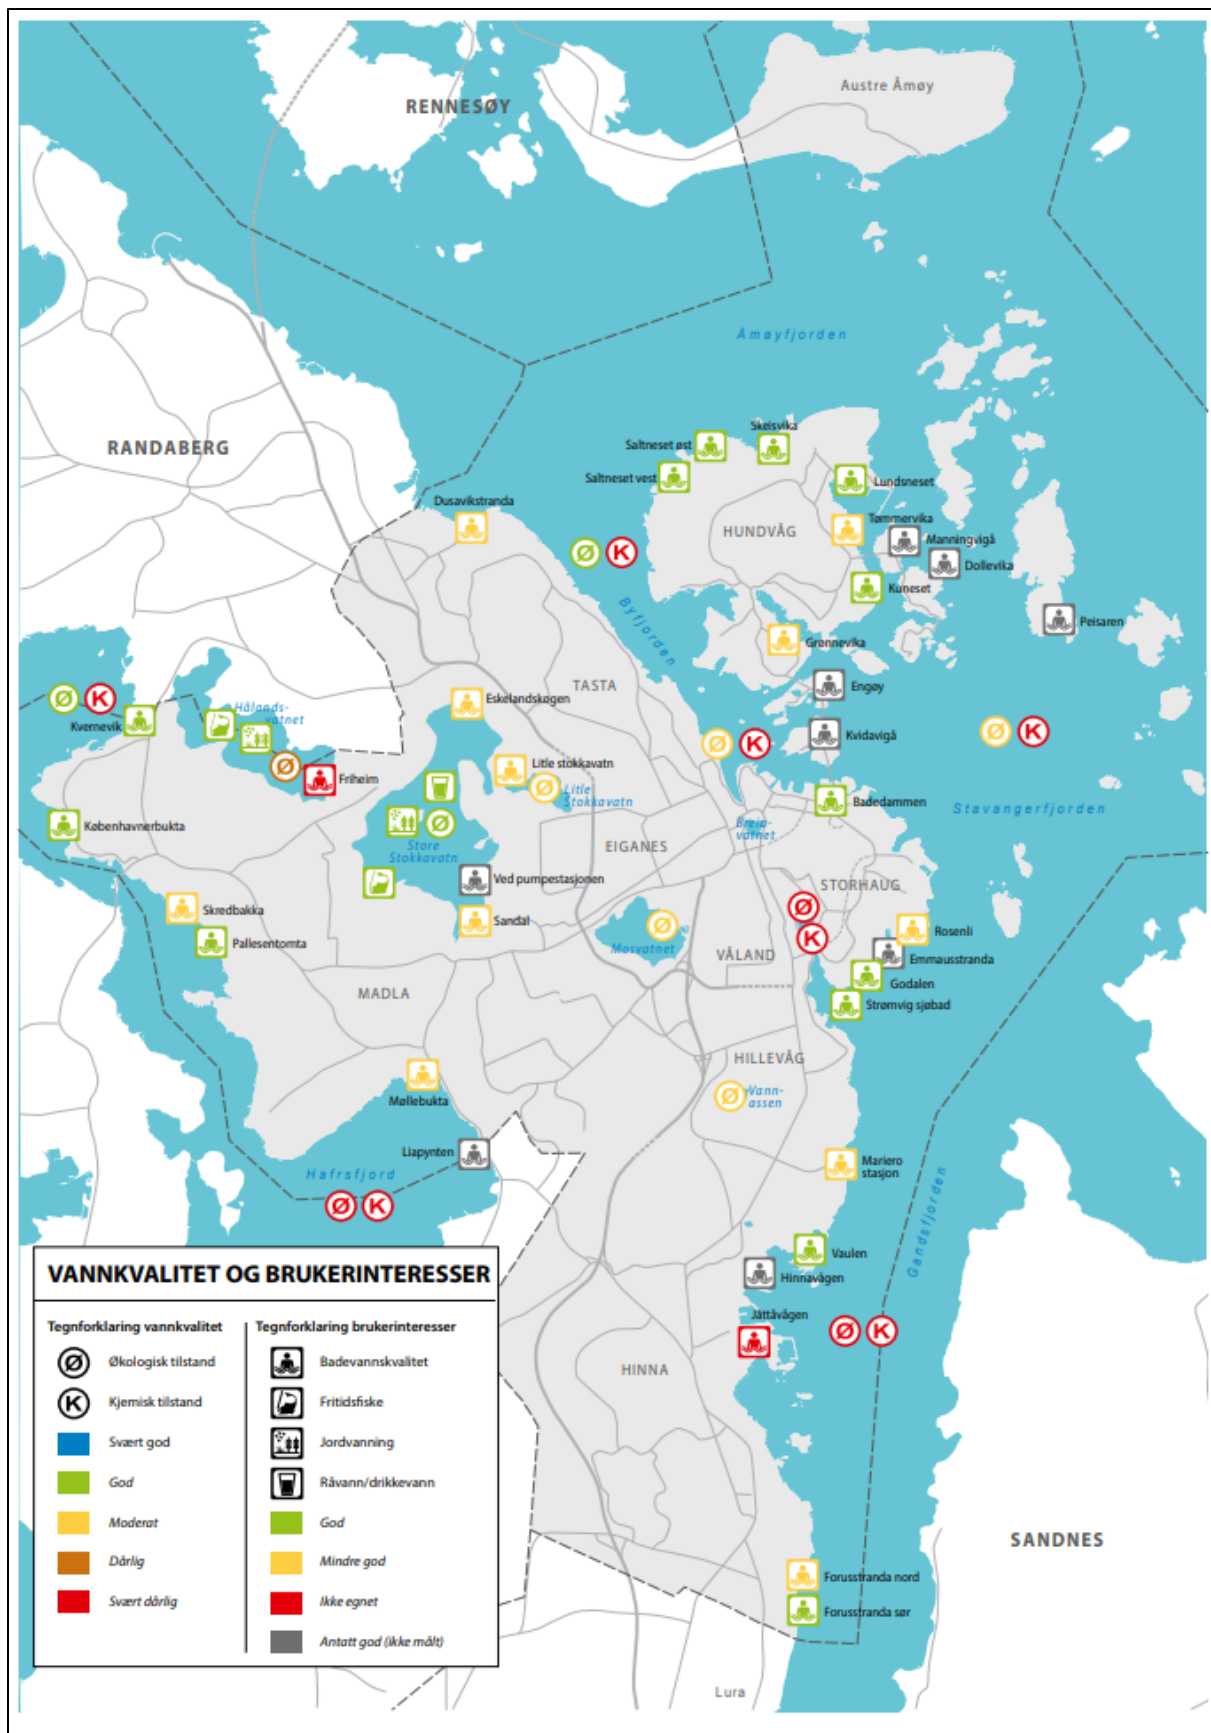 Austre Åmøy
RENNESØY
Åmøyfjorden
RANDABERG
Skeisvika
Saltneset øst
Saltneset vest
Lundsneset
Dusavikstranda
Tømmervika
HUNDVÅG
Manningvigå
Dollevika
Ø K
Kuneset
Byfjorden
Peisaren
Grønnevika
TASTA
Engøy
Eskelandskogen
Ø K
Kvernevik
Hålands-
vatnet
Kvidavigå
Ø K
Ø K
Ø
Friheim
Litle stokkavatn
Ø
Litle
Stokkavatn
Badedammen
Stavangerfjorden
Københavnerbukta
Ø
Store
Stokkavatn
Breia-
vatnet
EIGANES
Ved pumpestasjonen
STORHAUG
Skredbakka
Sandal
Ø
Ø
K
Rosenli
Pallesentomta
Mosvatnet
VÅLAND
Emmausstranda
Godalen
MADLA
Strømvig sjøbad
HILLEVÅG
Møllebukta
Ø
Vann-
assen
Liapynten
Mariero
stasjon
Hafrsfjord
Ø K
Gandsfjorden
Vaulen
Hinnavågen
Jåttåvågen
Ø K
HINNA
VANNKVALITET OG BRUKERINTERESSER
Tegnforklaring vannkvalitet
Ø Økologisk tilstand
K Kjemisk tilstand
Svært god
God
Moderat
Dårlig
Svært dårlig
Tegnforklaring brukerinteresser
Badevannskvalitet
Fritidsfiske
Jordvanning
Råvann/drikkevann
God
Mindre god
Ikke egnet
Antatt god (ikke målt)
SANDNES
Forusstranda nord
Forusstranda sør
Lura